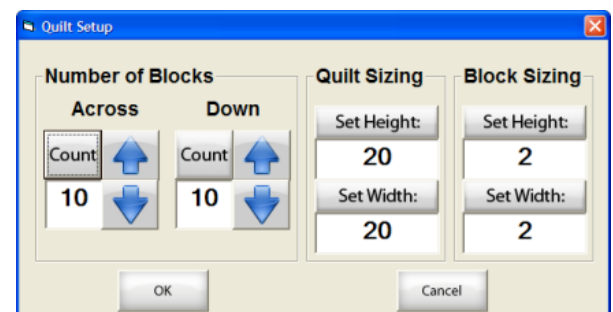 Quilt Setup
Number of Blocks
Across Down
Count Count
10 10
Quilt Sizing
Set Height:
20
Set Width:
20
Block Sizing
Set Height:
2
Set Width:
2
OK Cancel